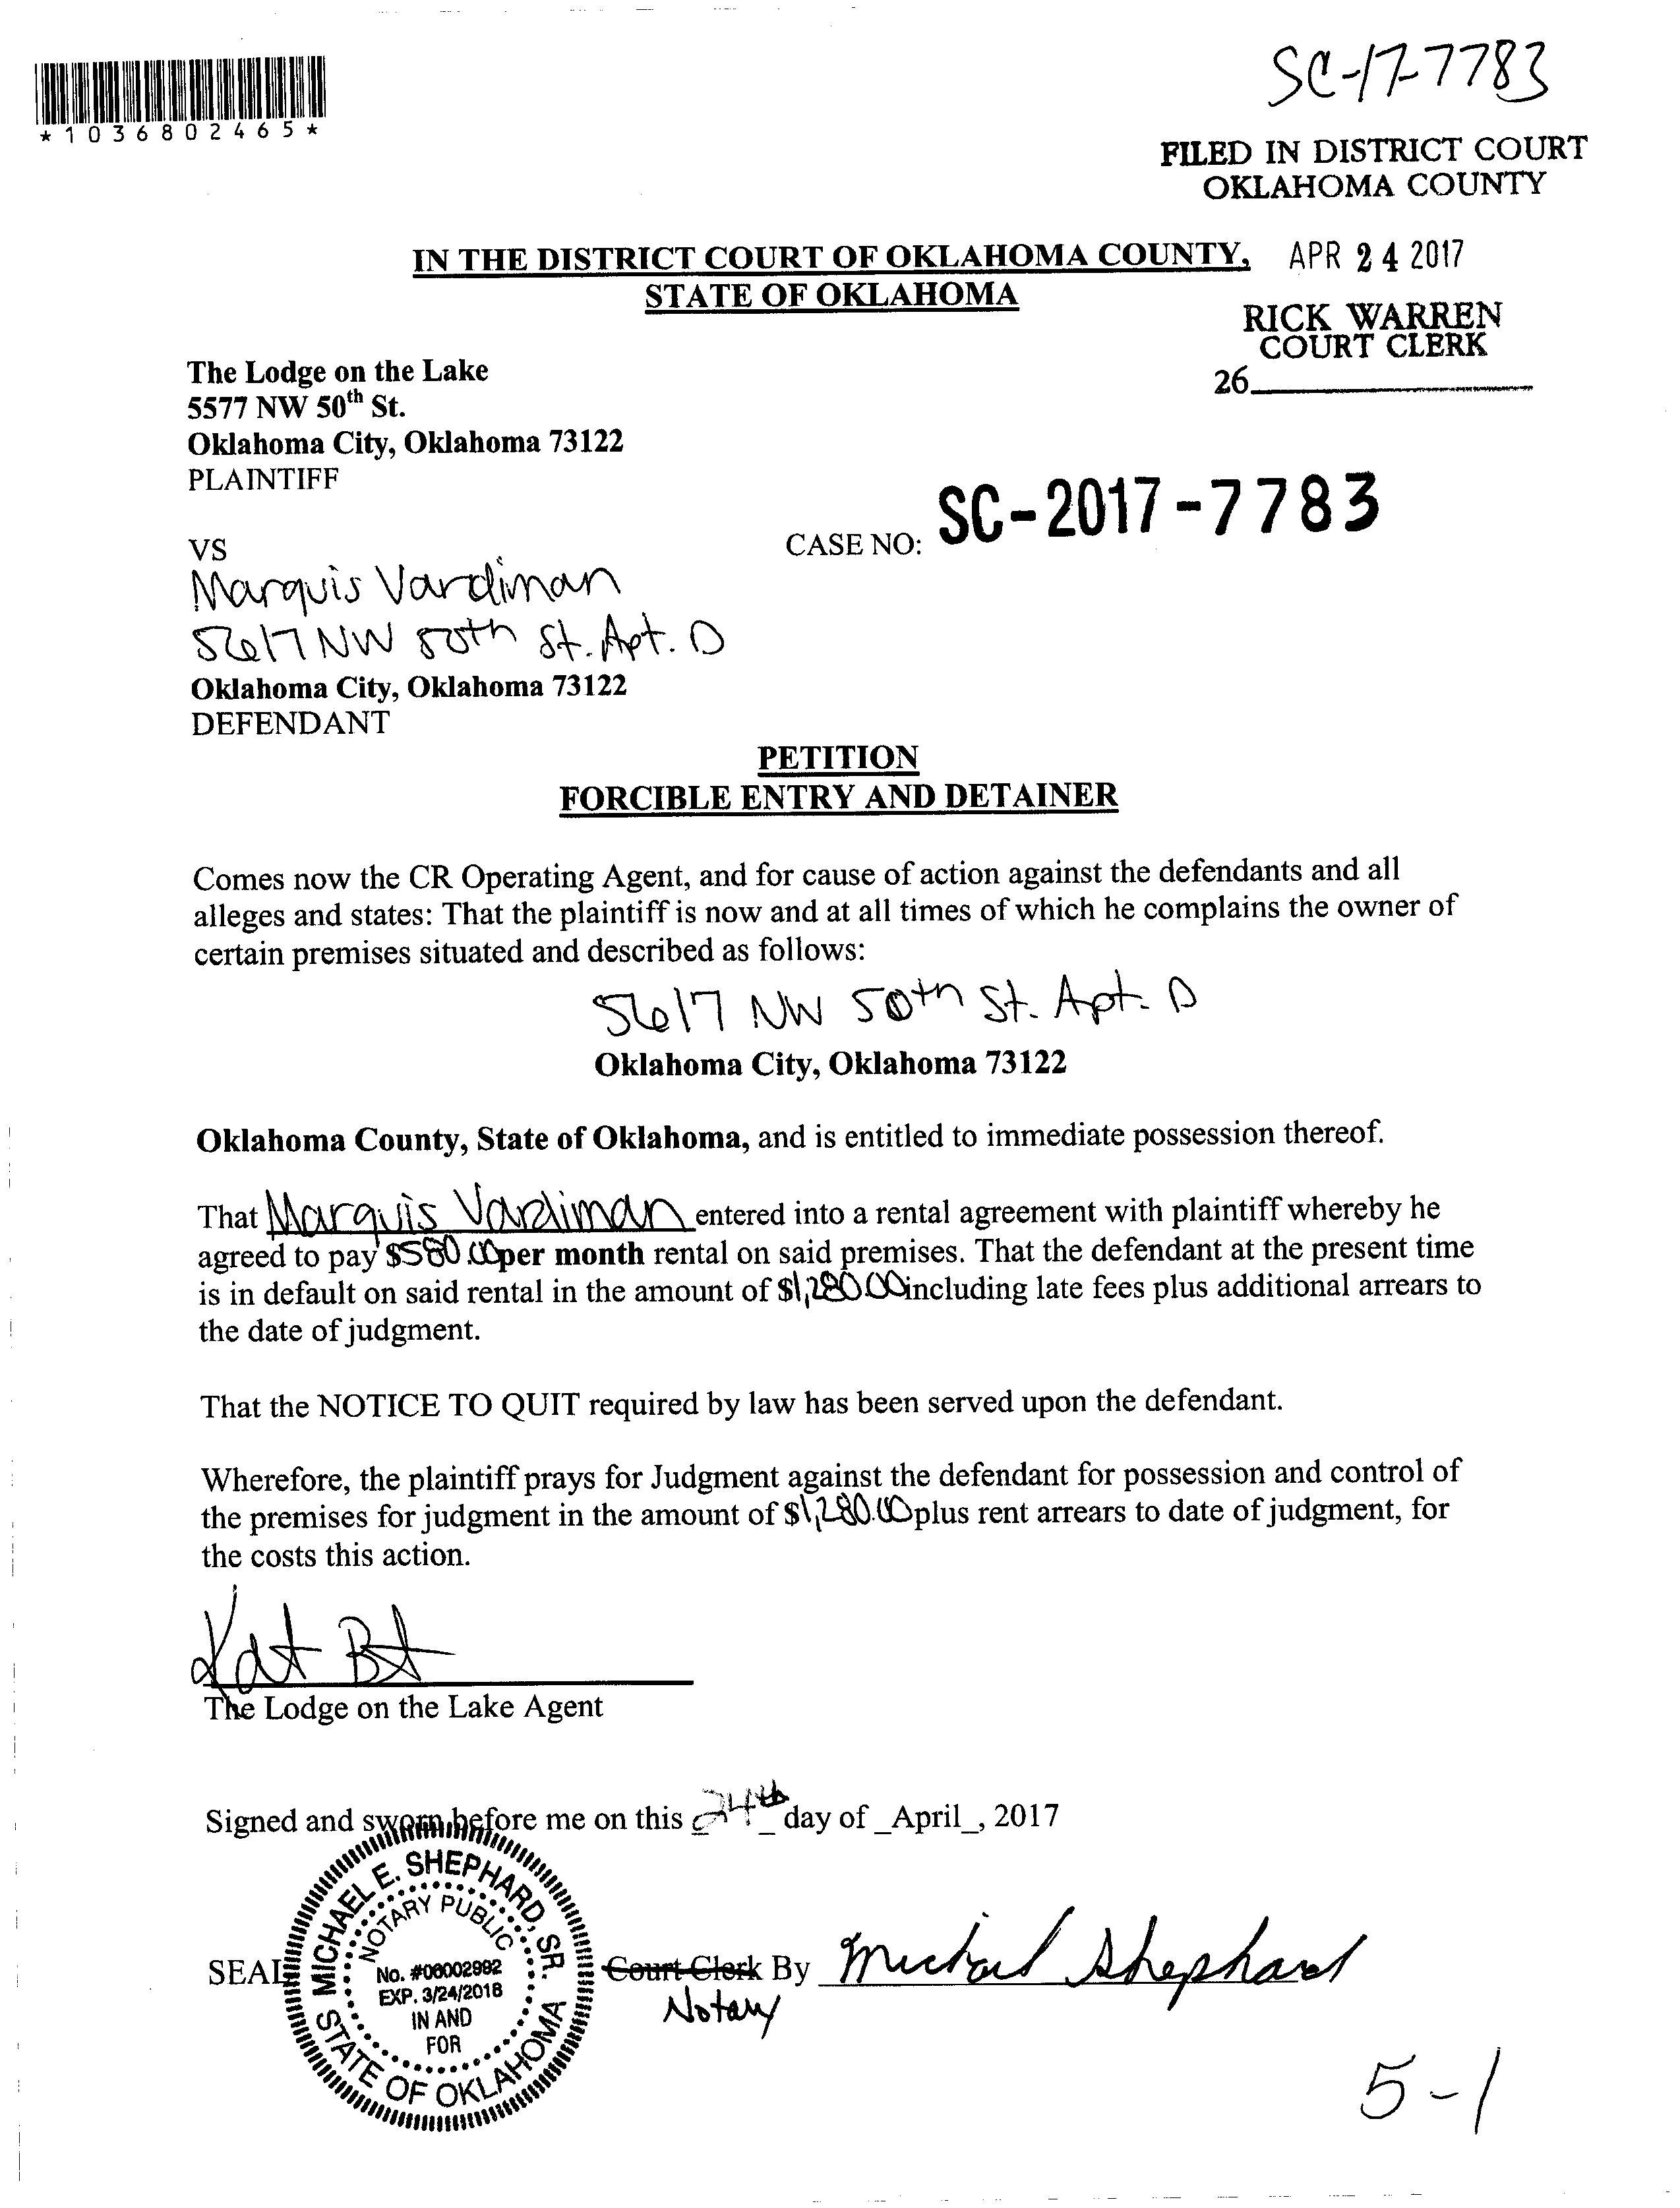 SC-17-7783
*1036802465*
FILED IN DISTRICT COURT
OKLAHOMA COUNTY
IN THE DISTRICT COURT OF OKLAHOMA COUNTY, APR 24 2017
STATE OF OKLAHOMA
RICK WARREN
COURT CLERK
26
The Lodge on the Lake
5577 NW 50th St.
Oklahoma City, Oklahoma 73122
PLAINTIFF
VS
CASE NO: SC-2017-7783
Marquis Vardiman
5617 NW 50th St. Apt. D
Oklahoma City, Oklahoma 73122
DEFENDANT
PETITION
FORCIBLE ENTRY AND DETAINER
Comes now the CR Operating Agent, and for cause of action against the defendants and all
alleges and states: That the plaintiff is now and at all times of which he complains the owner of
certain premises situated and described as follows:
5617 NW 50th St. Apt. D
Oklahoma City, Oklahoma 73122
Oklahoma County, State of Oklahoma, and is entitled to immediate possession thereof.
That Marquis Vardiman entered into a rental agreement with plaintiff whereby he
agreed to pay $580.00 per month rental on said premises. That the defendant at the present time
is in default on said rental in the amount of $1,280.00 including late fees plus additional arrears to
the date of judgment.
That the NOTICE TO QUIT required by law has been served upon the defendant.
Wherefore, the plaintiff prays for Judgment against the defendant for possession and control of
the premises for judgment in the amount of $1,280.00 plus rent arrears to date of judgment, for
the costs this action.
Kat
The Lodge on the Lake Agent
Signed and sworn before me on this 24th day of _April_, 2017
MICHAEL E. SHEPHARD, SR.
NOTARY PUBLIC
No. #06002992
EXP. 3/24/2018
IN AND
FOR
STATE OF OKLAHOMA
SEAL Court Clerk By Michael Shephard
Notary
5-1